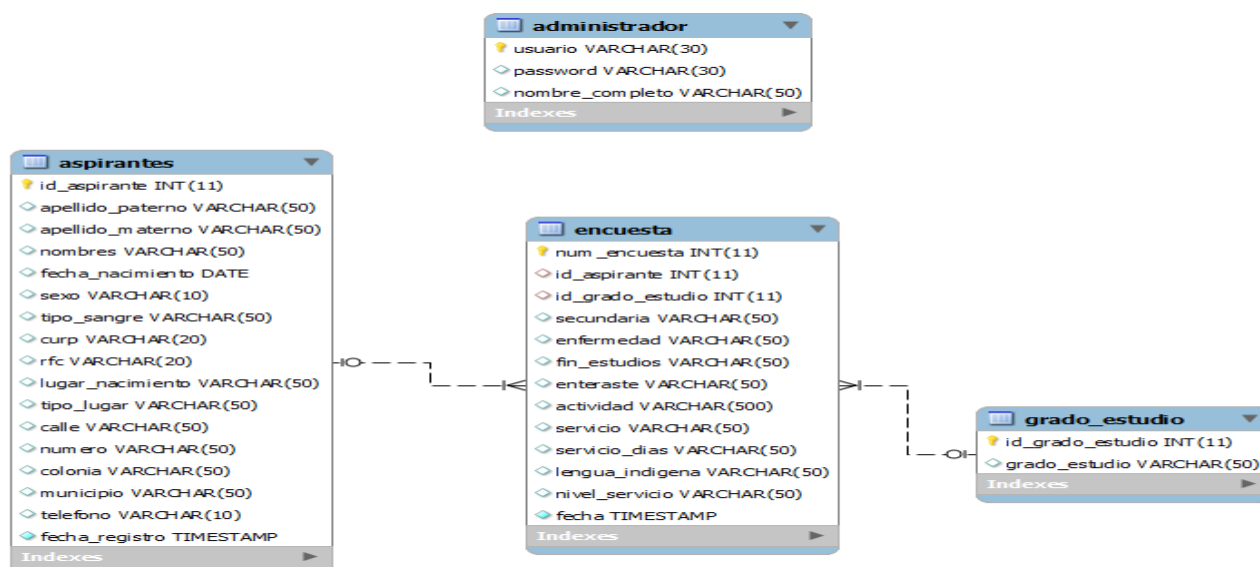 administrador
usuario VARCHAR(30)
password VARCHAR(30)
nombre_completo VARCHAR(50)
Indexes
aspirantes
id_aspirante INT(11)
apellido_paterno VARCHAR(50)
apellido_materno VARCHAR(50)
nombres VARCHAR(50)
fecha_nacimiento DATE
sexo VARCHAR(10)
tipo_sangre VARCHAR(50)
curp VARCHAR(20)
rfc VARCHAR(20)
lugar_nacimiento VARCHAR(50)
tipo_lugar VARCHAR(50)
calle VARCHAR(50)
numero VARCHAR(50)
colonia VARCHAR(50)
municipio VARCHAR(50)
telefono VARCHAR(10)
fecha_registro TIMESTAMP
Indexes
encuesta
num_encuesta INT(11)
id_aspirante INT(11)
id_grado_estudio INT(11)
secundaria VARCHAR(50)
enfermedad VARCHAR(50)
fin_estudios VARCHAR(50)
enteraste VARCHAR(50)
actividad VARCHAR(500)
servicio VARCHAR(50)
servicio_dias VARCHAR(50)
lengua_indigena VARCHAR(50)
nivel_servicio VARCHAR(50)
fecha TIMESTAMP
Indexes
grado_estudio
id_grado_estudio INT(11)
grado_estudio VARCHAR(50)
Indexes